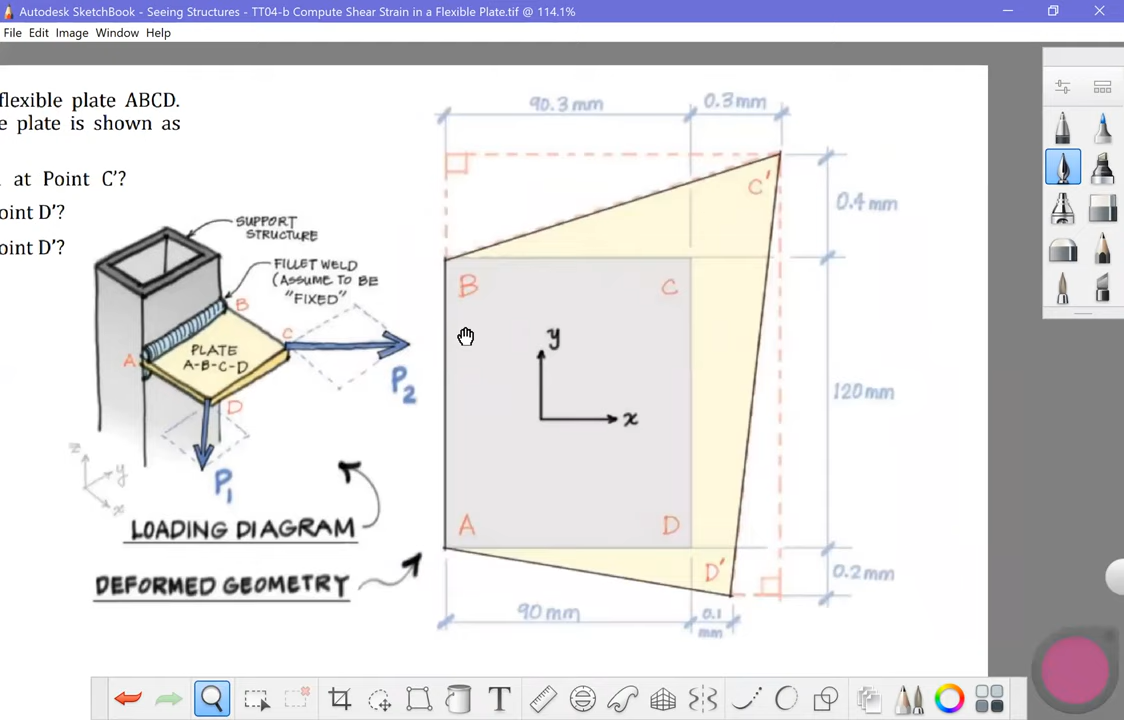 Autodesk SketchBook - Seeing Structures - TT04-b Compute Shear Strain in a Flexible Plate.tif @ 114.1%
File Edit Image Window Help
flexible plate ABCD.
e plate is shown as
at Point C’?
oint D’?
oint D’?
SUPPORT
STRUCTURE
FILLET WELD
(ASSUME TO BE
"FIXED"
B
A
C
D
PLATE
A-B-C-D
P2
P1
z
y
x
LOADING DIAGRAM
DEFORMED GEOMETRY
90.3 mm
0.3 mm
C'
0.4 mm
B
C
y
x
120 mm
A
D
D'
0.2 mm
90 mm
0.1
mm
T